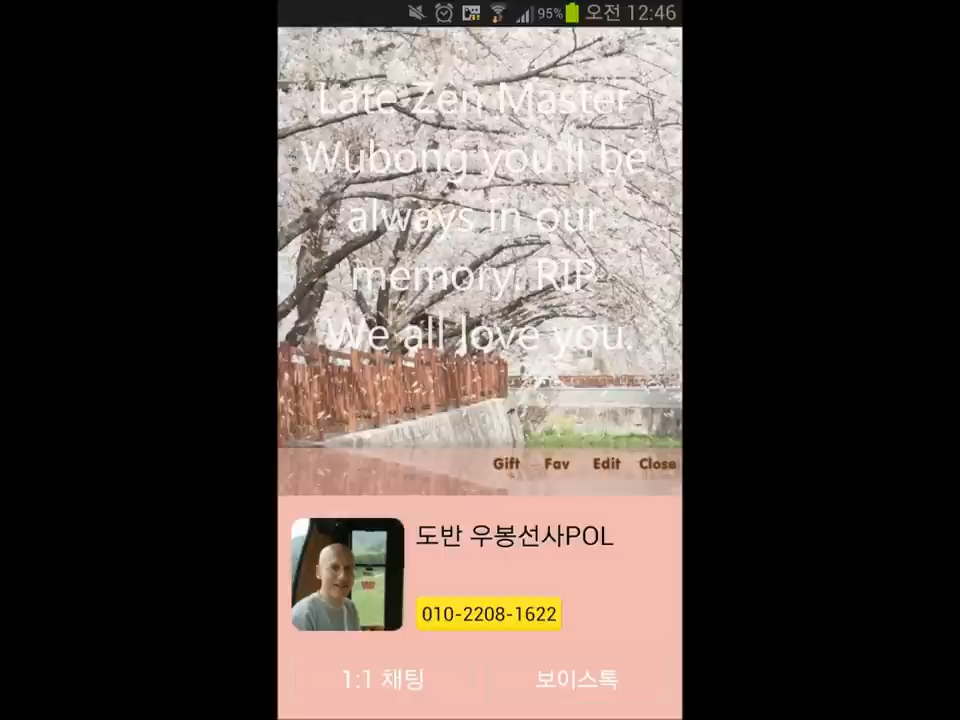 95% 오전 12:46
Late Zen Master
Wubong you'll be
always in our
memory. RIP
We all love you.
Gift Fav Edit Close
도반 우봉선사POL
010-2208-1622
1:1 채팅 보이스톡